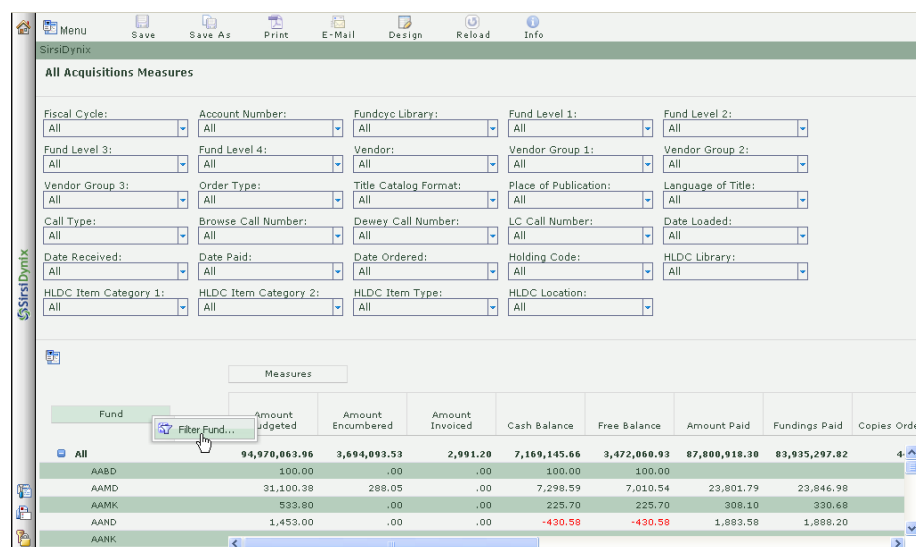 Menu Save Save As Print E-Mail Design Reload Info
SirsiDynix
All Acquisitions Measures
Fiscal Cycle: Account Number: Fundcyc Library: Fund Level 1: Fund Level 2:
All All All All All
Fund Level 3: Fund Level 4: Vendor: Vendor Group 1: Vendor Group 2:
All All All All All
Vendor Group 3: Order Type: Title Catalog Format: Place of Publication: Language of Title:
All All All All All
Call Type: Browse Call Number: Dewey Call Number: LC Call Number: Date Loaded:
All All All All All
Date Received: Date Paid: Date Ordered: Holding Code: HLDC Library:
All All All All All
HLDC Item Category 1: HLDC Item Category 2: HLDC Item Type: HLDC Location:
All All All All
SirsiDynix
Measures
Fund
Filter Fund...
Amount Amount Amount
udgeted Encumbered Invoiced Cash Balance Free Balance Amount Paid Fundings Paid Copies Orde
All 94,970,063.96 3,694,093.53 2,991.20 7,169,145.66 3,472,060.93 87,800,918.30 83,935,297.82 4
AABD 100.00 .00 .00 100.00 100.00
AAMD 31,100.38 288.05 .00 7,298.59 7,010.54 23,801.79 23,846.98
AAMK 533.80 .00 .00 225.70 225.70 308.10 330.68
AAND 1,453.00 .00 .00 -430.58 -430.58 1,883.58 1,888.20
AANK